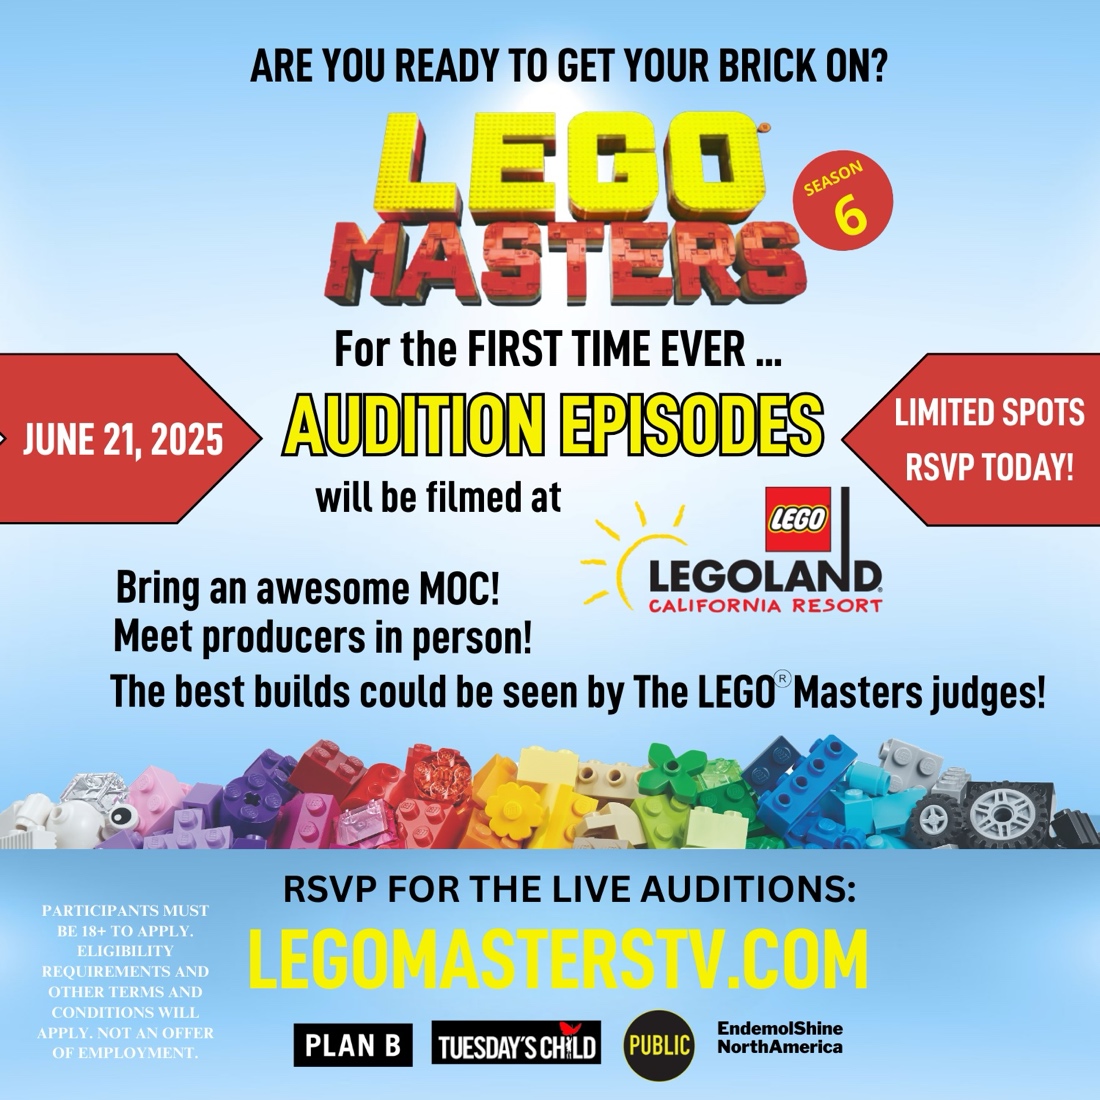 ARE YOU READY TO GET YOUR BRICK ON?
LEGO
MASTERS
SEASON
6
For the FIRST TIME EVER ...
JUNE 21, 2025
AUDITION EPISODES
LIMITED SPOTS
RSVP TODAY!
will be filmed at
LEGO
LEGOLAND®
CALIFORNIA RESORT
Bring an awesome MOC!
Meet producers in person!
The best builds could be seen by The LEGO® Masters judges!
RSVP FOR THE LIVE AUDITIONS:
LEGOMASTERSTV.COM
PARTICIPANTS MUST
BE 18+ TO APPLY.
ELIGIBILITY
REQUIREMENTS AND
OTHER TERMS AND
CONDITIONS WILL
APPLY. NOT AN OFFER
OF EMPLOYMENT.
PLAN B
TUESDAY'S CHILD
PUBLIC
EndemolShine
NorthAmerica